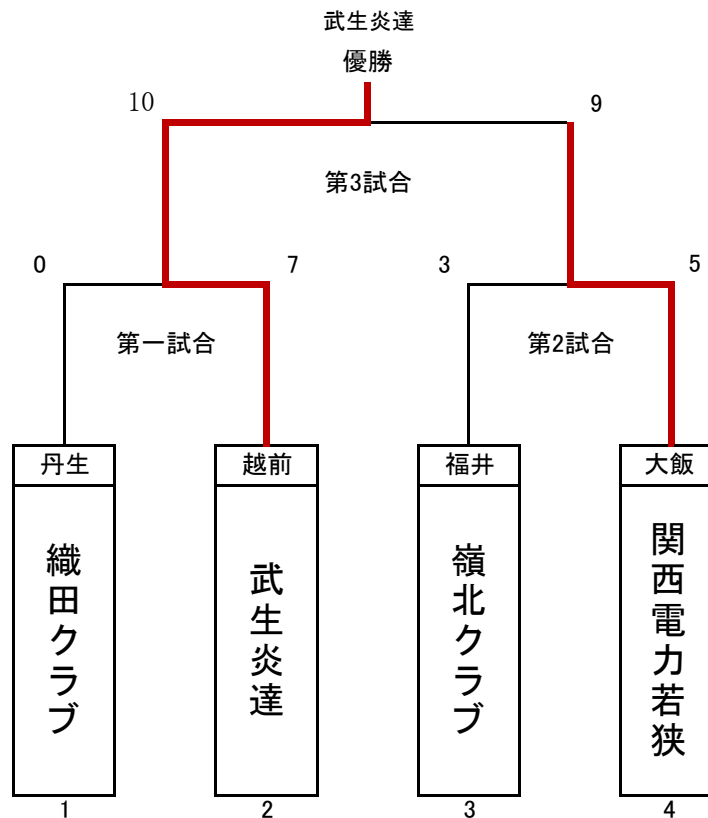 武生炎達
優勝
10
9
第3試合
0
7
3
5
第一試合
第2試合
丹生
越前
福井
大飯
織田クラブ
武生炎達
嶺北クラブ
関西電力若狭
1
2
3
4